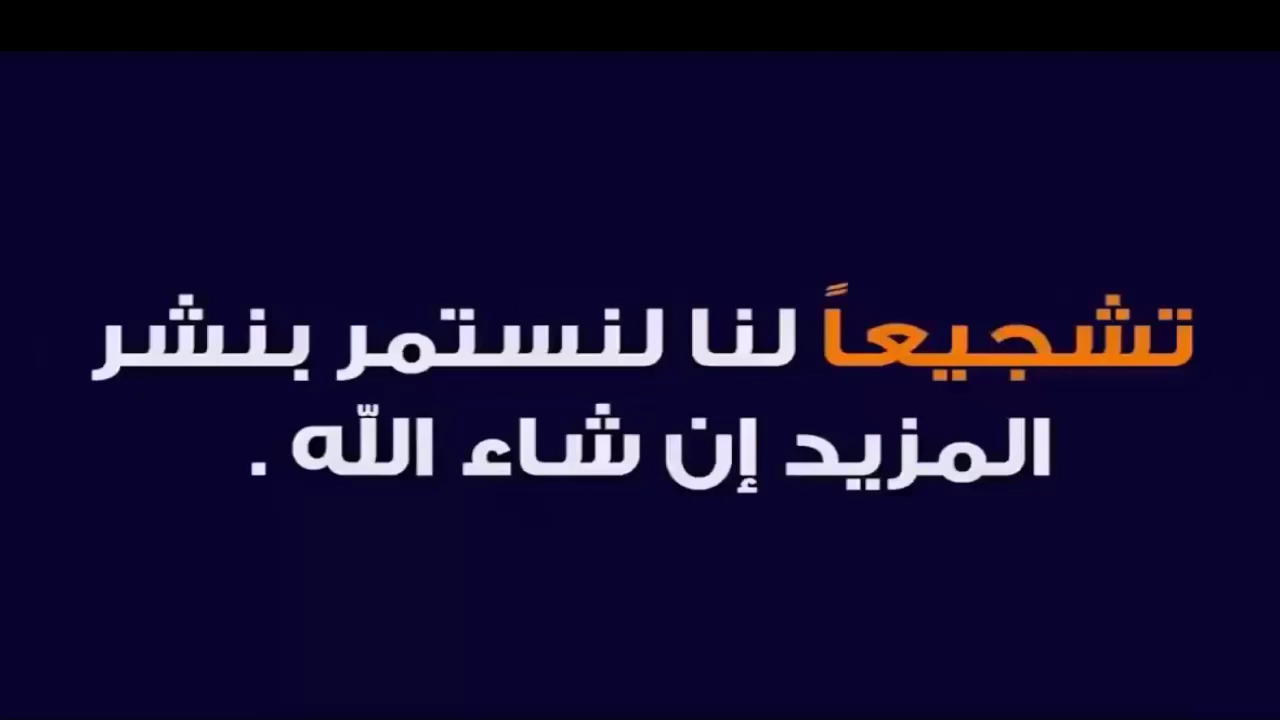 تشجيعاً لنا لنستمر بنشر
المزيد إن شاء الله .